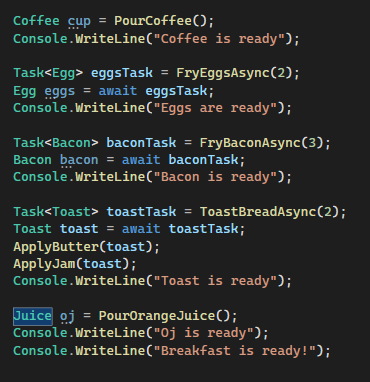 Coffee cup = PourCoffee();
Console.WriteLine("Coffee is ready");
Task<Egg> eggsTask = FryEggsAsync(2);
Egg eggs = await eggsTask;
Console.WriteLine("Eggs are ready");
Task<Bacon> baconTask = FryBaconAsync(3);
Bacon bacon = await baconTask;
Console.WriteLine("Bacon is ready");
Task<Toast> toastTask = ToastBreadAsync(2);
Toast toast = await toastTask;
ApplyButter(toast);
ApplyJam(toast);
Console.WriteLine("Toast is ready");
Juice oj = PourOrangeJuice();
Console.WriteLine("Oj is ready");
Console.WriteLine("Breakfast is ready!");